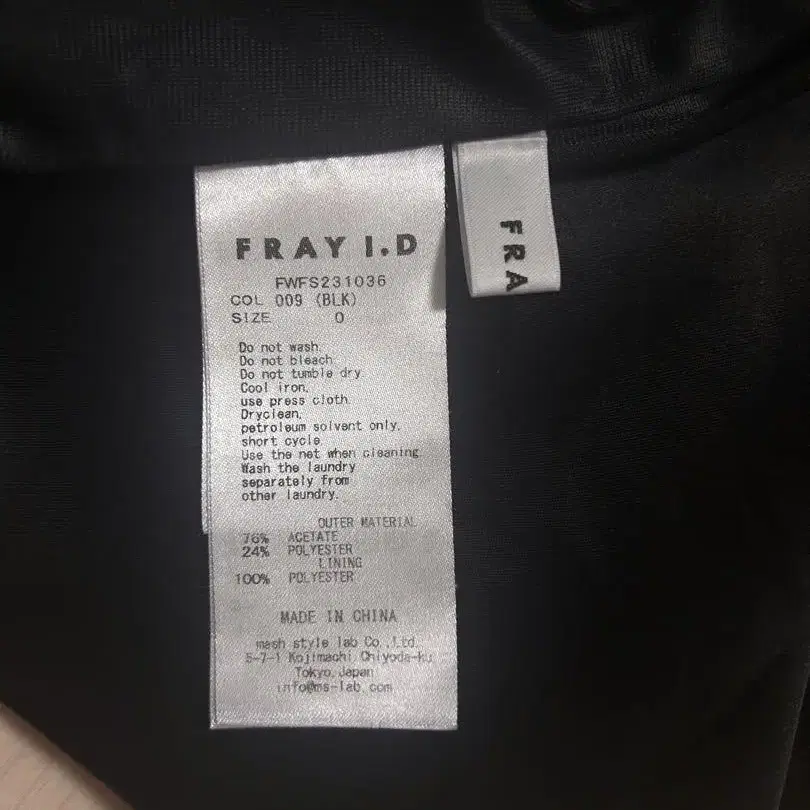 FRAY I.D
FWFS231036
COL 009 (BLK)
SIZE 0
Do not wash.
Do not bleach.
Do not tumble dry
Cool iron,
use press cloth.
Dryclean,
petroleum solvent only,
short cycle.
Use the net when cleaning.
Wash the laundry
separately from
other laundry.
OUTER MATERIAL
76% ACETATE
24% POLYESTER
LINING
100% POLYESTER
MADE IN CHINA
mash style lab Co.,Ltd.
5-7-1 Kojimachi, Chiyoda-ku
Tokyo, Japan
info@ms-lab.com
FRA